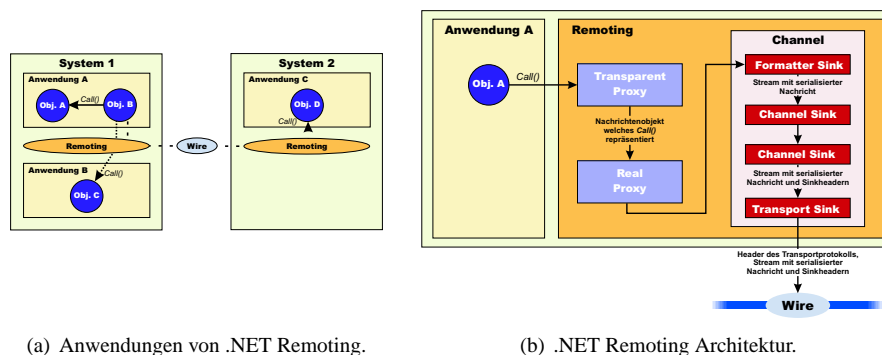 System 1
Anwendung A
Obj. A
Call()
Obj. B
Remoting
Anwendung B
Call()
Obj. C
Wire
System 2
Anwendung C
Obj. D
Call()
Remoting
(a) Anwendungen von .NET Remoting.
Anwendung A
Obj. A
Call()
Remoting
Transparent
Proxy
Nachrichtenobjekt
welches Call()
repräsentiert
Real
Proxy
Channel
Formatter Sink
Stream mit serialisierter
Nachricht
Channel Sink
Channel Sink
Stream mit serialisierter
Nachricht und Sinkheadern
Transport Sink
Header des Transportprotokolls,
Stream mit serialisierter
Nachricht und Sinkheadern
Wire
(b) .NET Remoting Architektur.